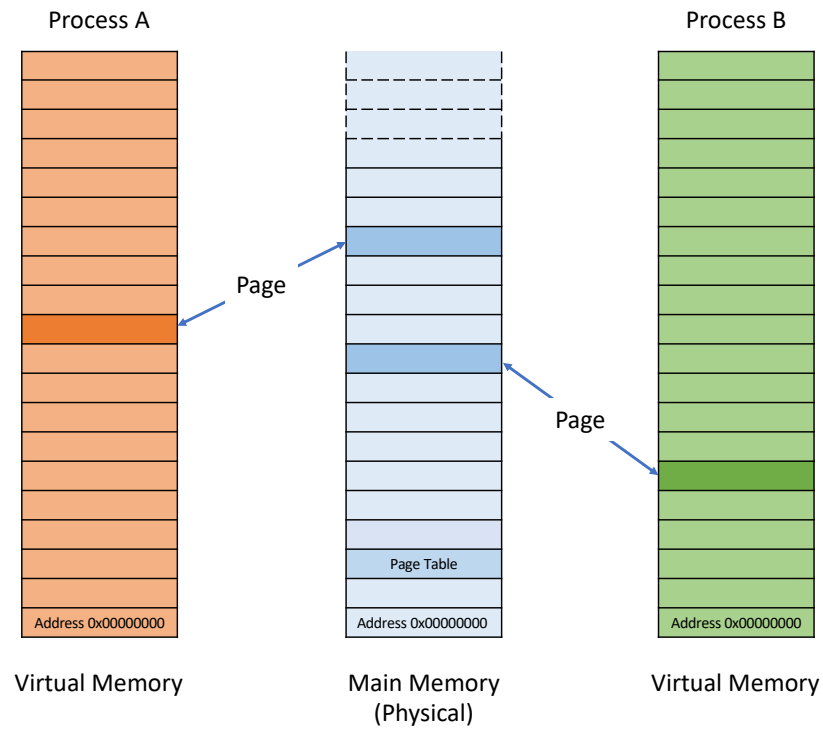 Process A
Process B
Page
Page
Page Table
Address 0x00000000
Address 0x00000000
Address 0x00000000
Virtual Memory
Main Memory
(Physical)
Virtual Memory